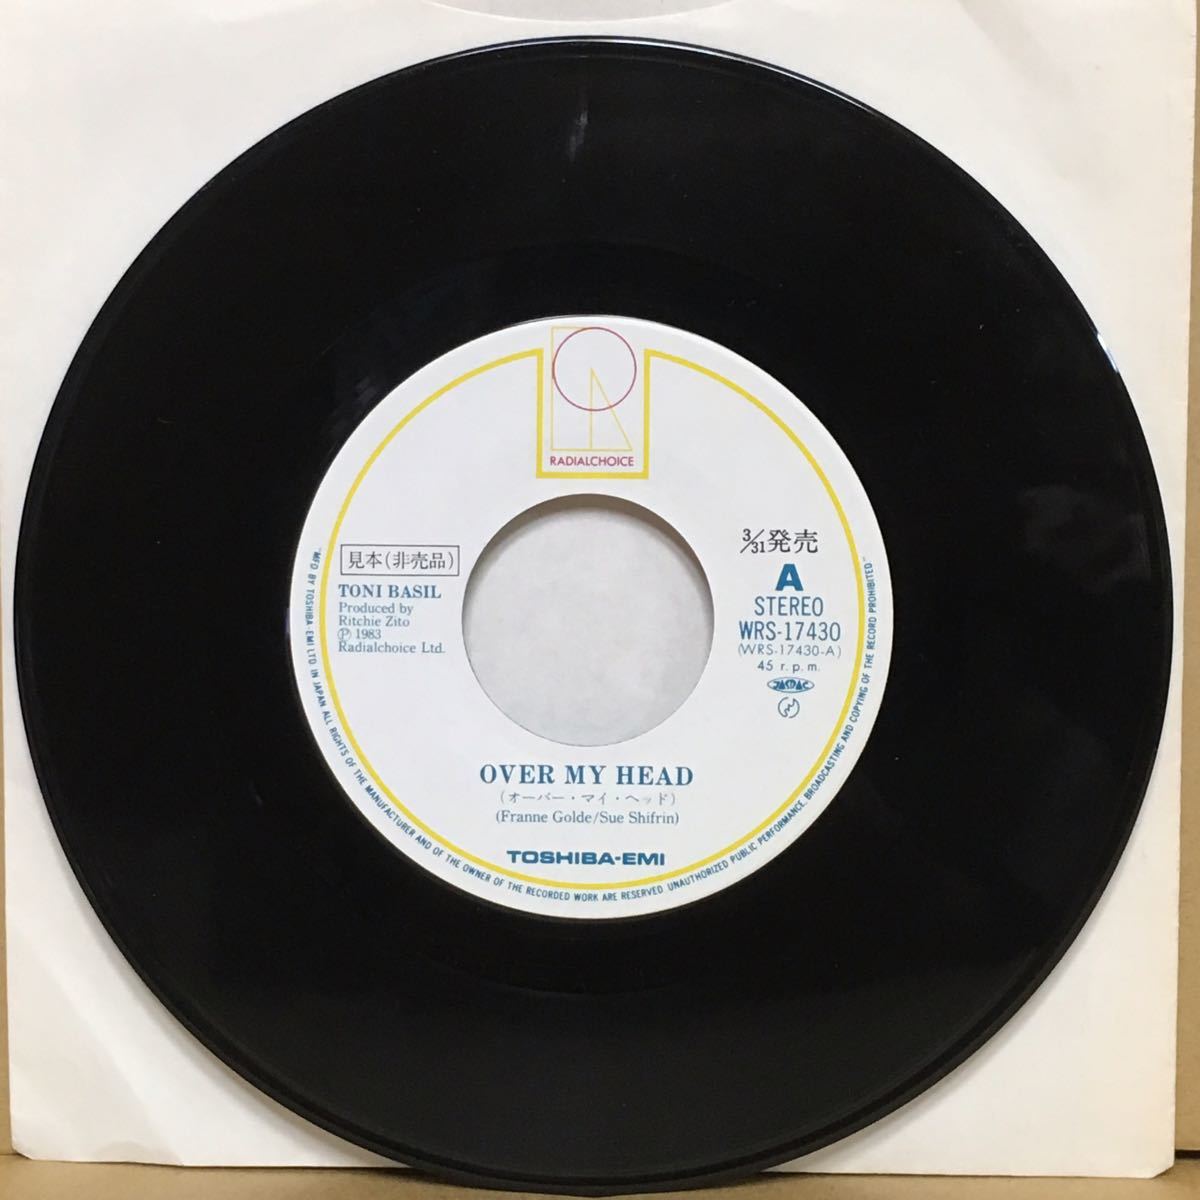 RADIALCHOICE
見本(非売品)
TONI BASIL
Produced by
Ritchie Zito
Ⓟ 1983
Radialchoice Ltd.
3/31発売
A
STEREO
WRS-17430
(WRS-17430-A)
45 r.p.m.
JASRAC
OVER MY HEAD
(オーバー・マイ・ヘッド)
(Franne Golde/Sue Shifrin)
TOSHIBA-EMI
"MFD BY TOSHIBA-EMI LTD IN JAPAN ALL RIGHTS OF THE MANUFACTURER AND OF THE OWNER OF THE RECORDED WORK ARE RESERVED UNAUTHORIZED PUBLIC PERFORMANCE, BROADCASTING AND COPYING OF THE RECORD PROHIBITED"